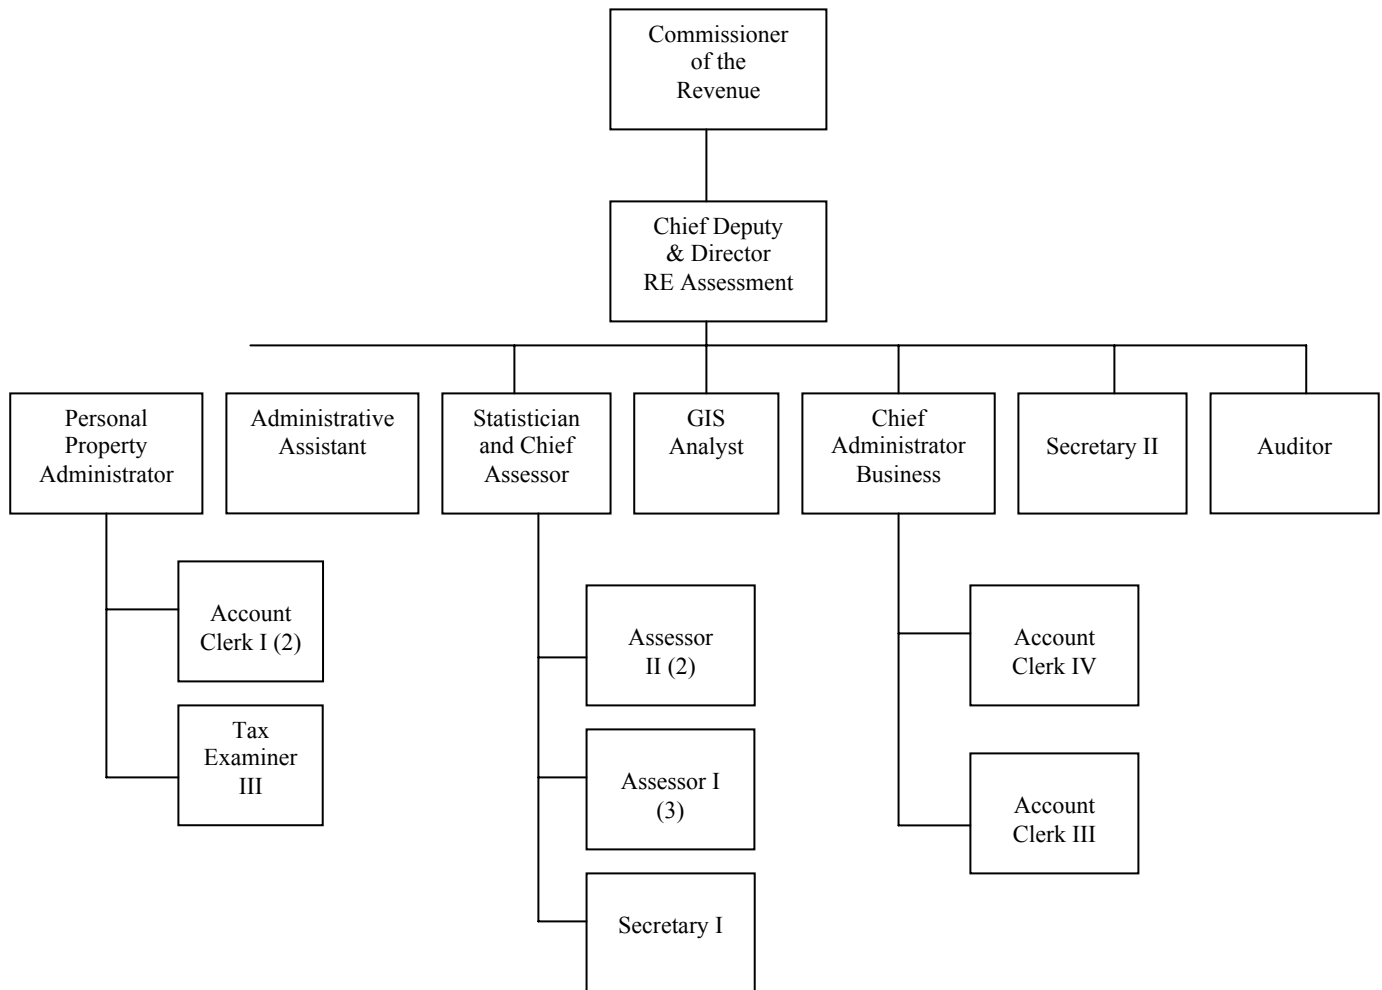 Commissioner
of the
Revenue
Chief Deputy
& Director
RE Assessment
Personal
Property
Administrator
Administrative
Assistant
Statistician
and Chief
Assessor
GIS
Analyst
Chief
Administrator
Business
Secretary II
Auditor
Account
Clerk I (2)
Tax
Examiner
III
Assessor
II (2)
Assessor I
(3)
Secretary I
Account
Clerk IV
Account
Clerk III